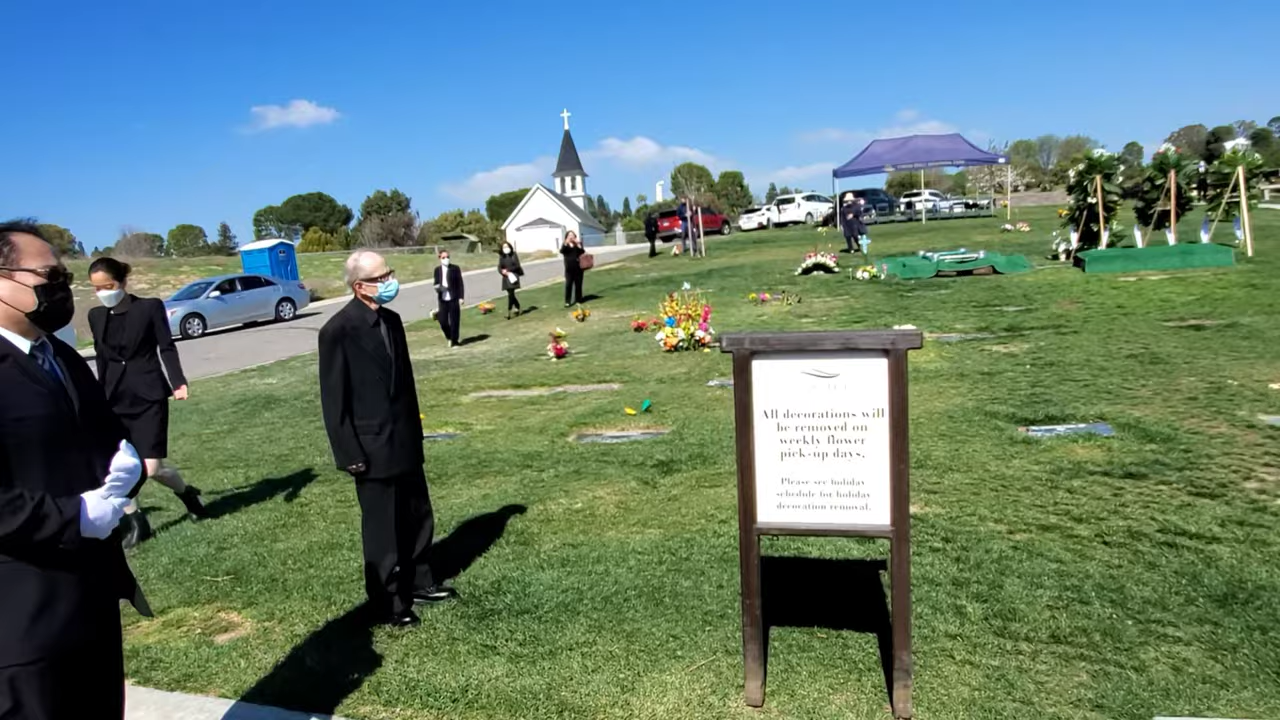 All decorations will
be removed on
weekly flower
pick-up days.
Please see holiday
schedule for holiday
decoration removal.